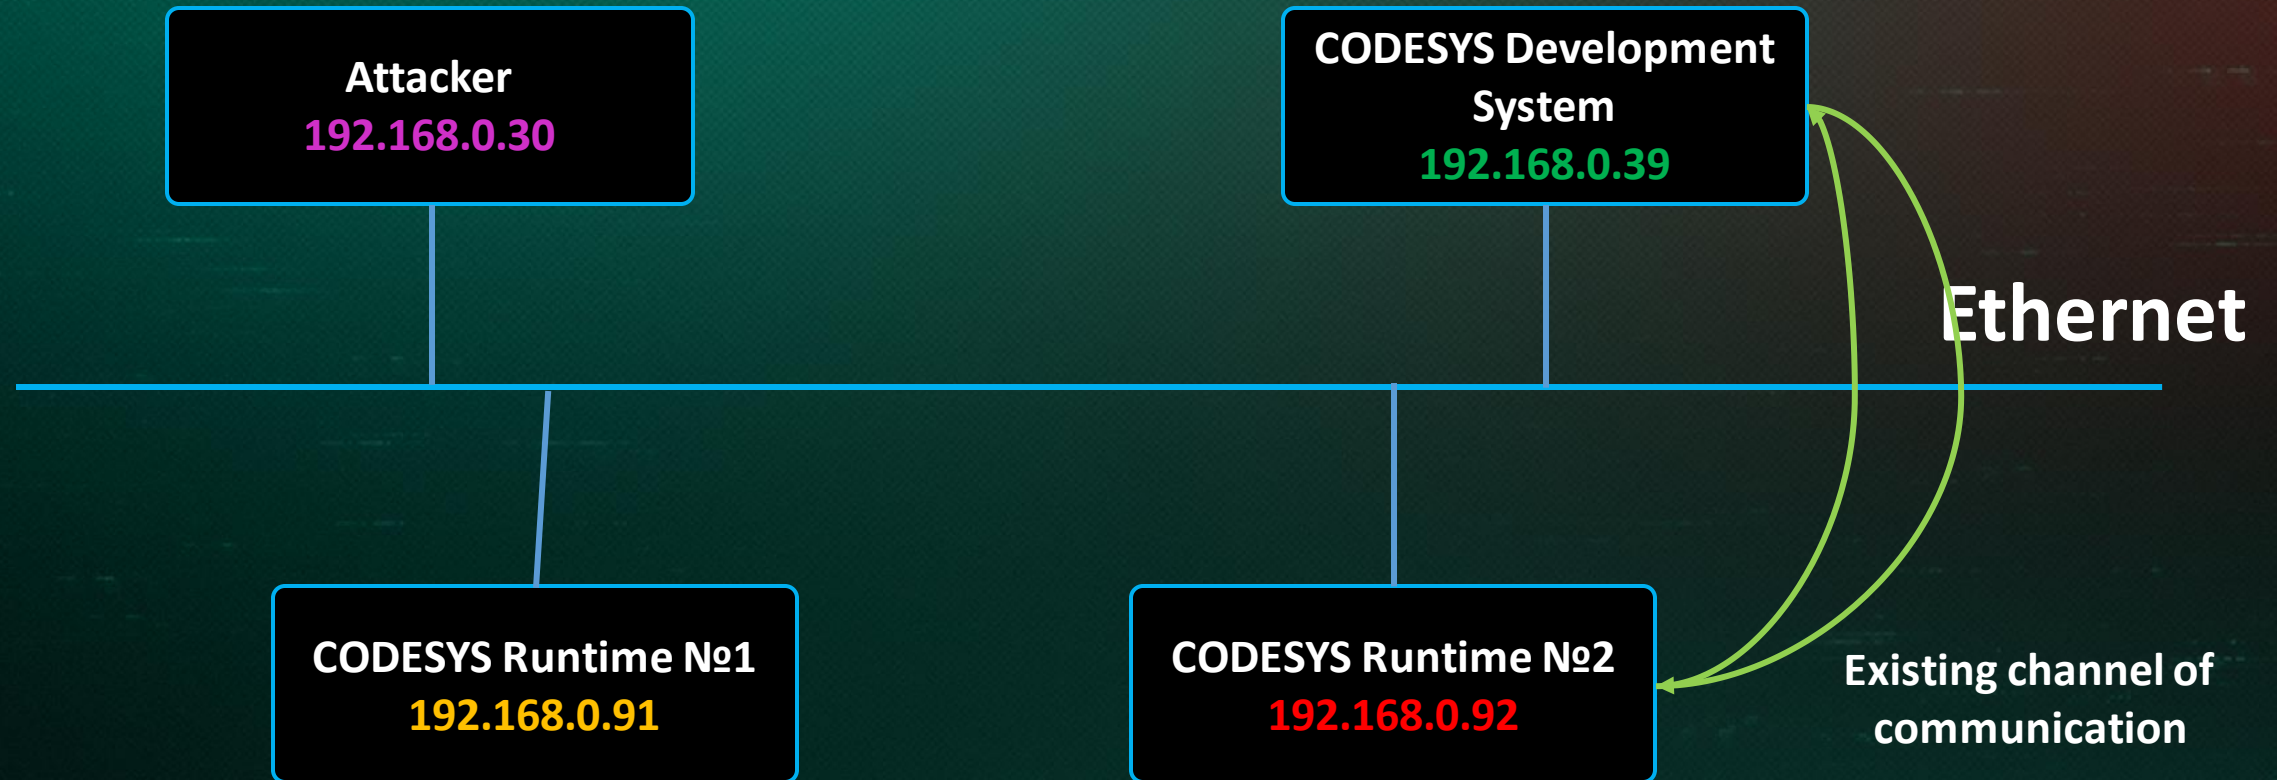 Attacker
192.168.0.30
CODESYS Development
System
192.168.0.39
Ethernet
CODESYS Runtime №1
192.168.0.91
CODESYS Runtime №2
192.168.0.92
Existing channel of
communication